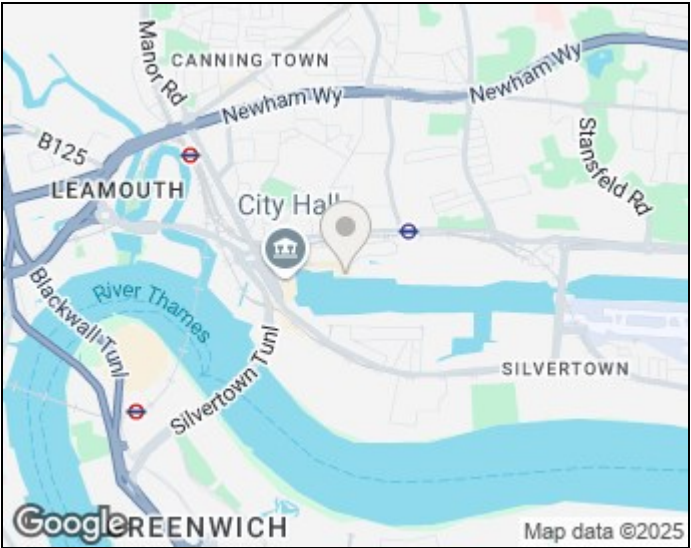 Manor Rd
CANNING TOWN
Newham Wy
Newham Wy
B125
Stansfeld Rd
LEAMOUTH
City Hall
River Thames
Blackwall Tunl
Silvertown Tunl
SILVERTOWN
Google
GREENWICH
Map data ©2025